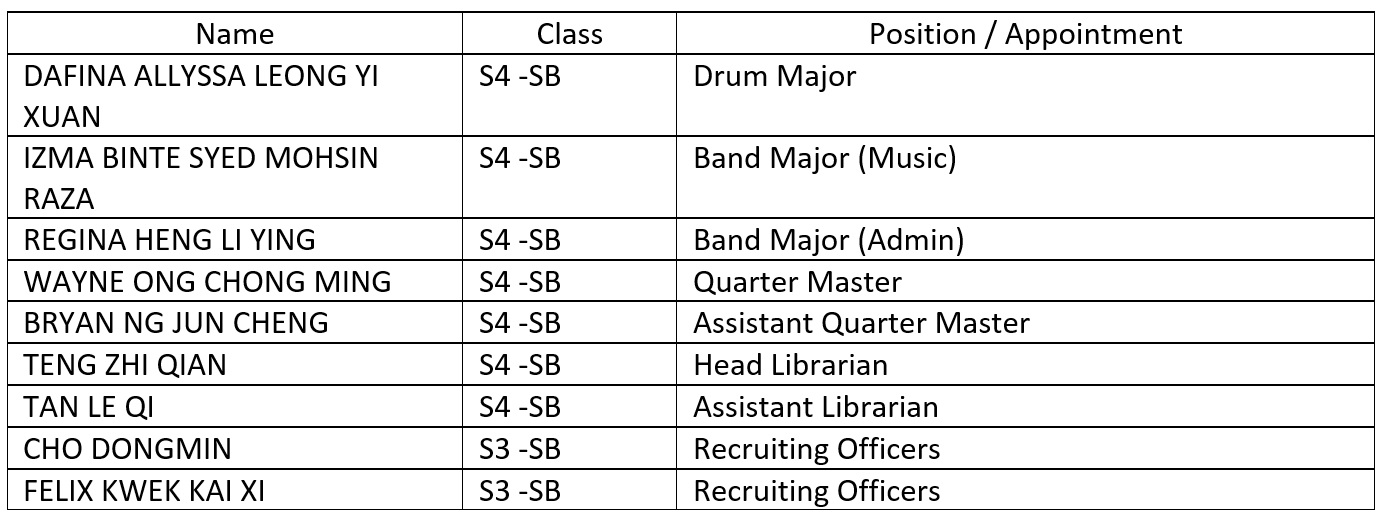 Name Class Position / Appointment
DAFINA ALLYSSA LEONG YI S4 -SB Drum Major
XUAN
IZMA BINTE SYED MOHSIN S4 -SB Band Major (Music)
RAZA
REGINA HENG LI YING S4 -SB Band Major (Admin)
WAYNE ONG CHONG MING S4 -SB Quarter Master
BRYAN NG JUN CHENG S4 -SB Assistant Quarter Master
TENG ZHI QIAN S4 -SB Head Librarian
TAN LE QI S4 -SB Assistant Librarian
CHO DONGMIN S3 -SB Recruiting Officers
FELIX KWEK KAI XI S3 -SB Recruiting Officers